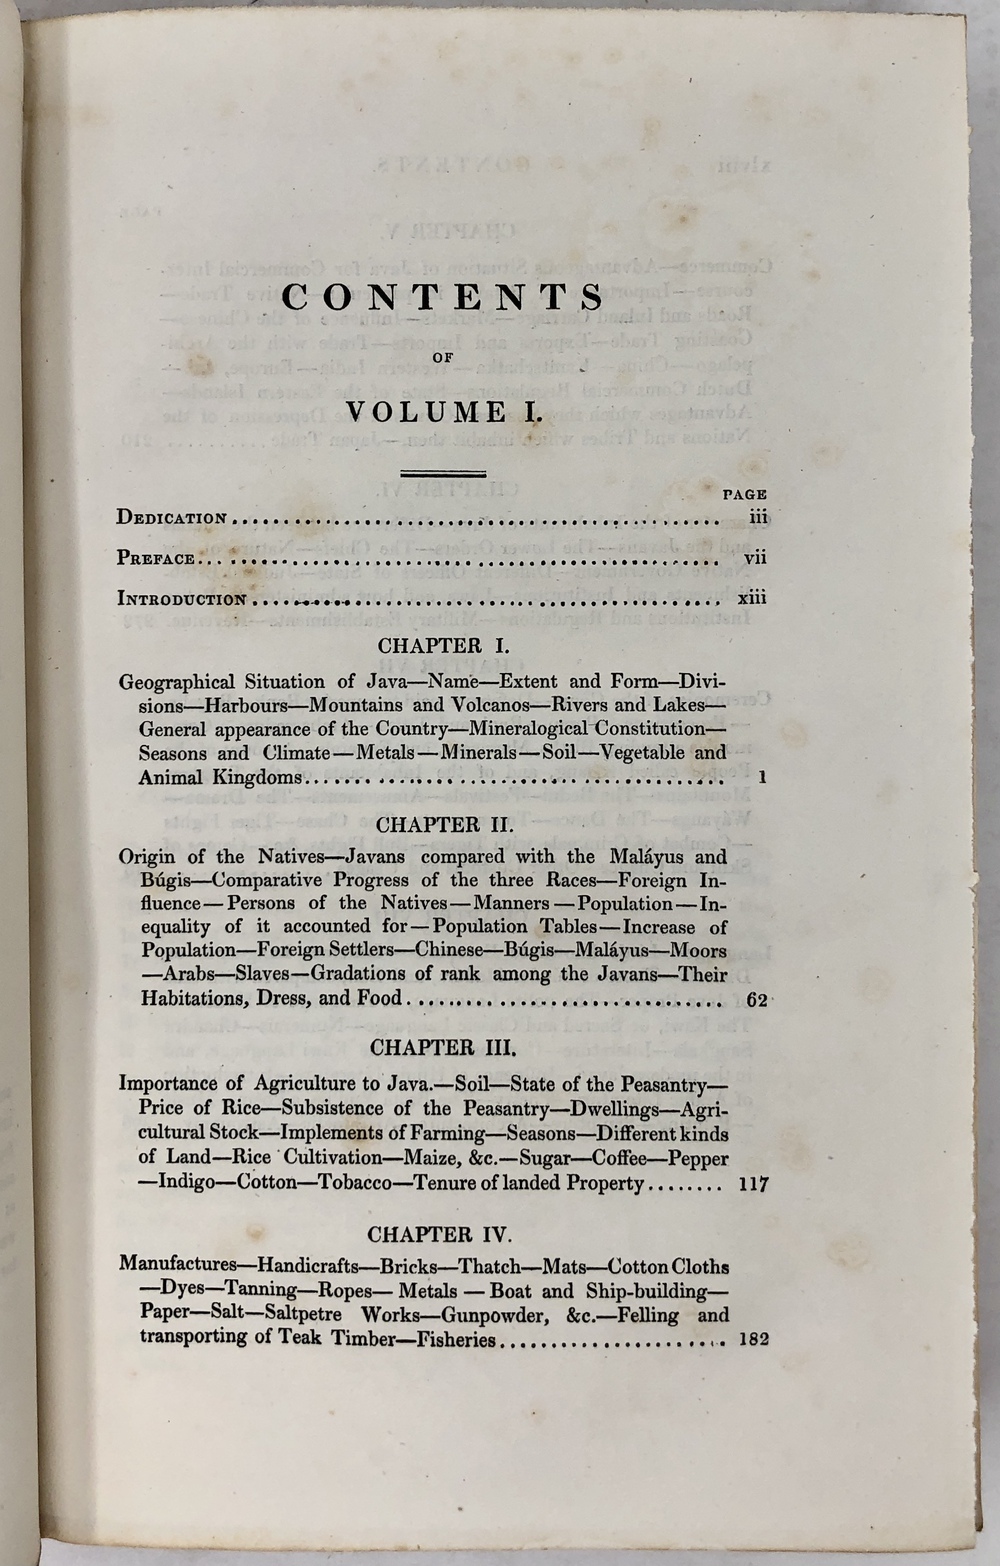 CONTENTS
OF
VOLUME I.
PAGE
DEDICATION........................................ iii
PREFACE........................................ vii
INTRODUCTION........................................ xiii
CHAPTER I.
Geographical Situation of Java—Name—Extent and Form—Divi-
sions—Harbours—Mountains and Volcanos—Rivers and Lakes—
General appearance of the Country—Mineralogical Constitution—
Seasons and Climate—Metals—Minerals—Soil—Vegetable and
Animal Kingdoms........................................ 1
CHAPTER II.
Origin of the Natives—Javans compared with the Maláyus and
Búgis—Comparative Progress of the three Races—Foreign In-
fluence—Persons of the Natives—Manners—Population—In-
equality of it accounted for—Population Tables—Increase of
Population—Foreign Settlers—Chinese—Búgis—Maláyus—Moors
—Arabs—Slaves—Gradations of rank among the Javans—Their
Habitations, Dress, and Food.............................. 62
CHAPTER III.
Importance of Agriculture to Java.—Soil—State of the Peasantry—
Price of Rice—Subsistence of the Peasantry—Dwellings—Agri-
cultural Stock—Implements of Farming—Seasons—Different kinds
of Land—Rice Cultivation—Maize, &c.—Sugar—Coffee—Pepper
—Indigo—Cotton—Tobacco—Tenure of landed Property........ 117
CHAPTER IV.
Manufactures—Handicrafts—Bricks—Thatch—Mats—Cotton Cloths
—Dyes—Tanning—Ropes—Metals—Boat and Ship-building—
Paper—Salt—Saltpetre Works—Gunpowder, &c.—Felling and
transporting of Teak Timber—Fisheries...................... 182